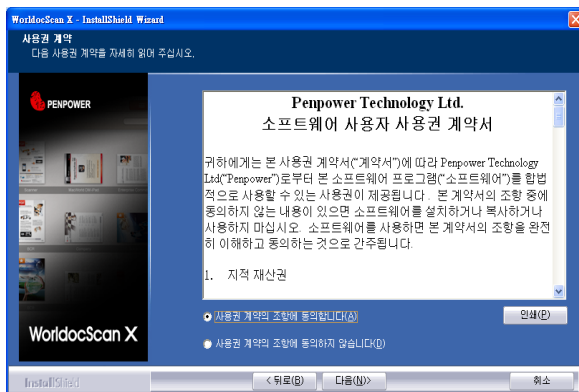 WorldocScan X - InstallShield Wizard
사용권 계약
다음 사용권 계약를 자세히 읽어 주십시오.
PENPOWER
Penpower Technology Ltd.
소프트웨어 사용자 사용권 계약서
귀하에게는 본 사용권 계약서(“계약서”)에 따라 Penpower Technology
Ltd(“Penpower”)로부터 본 소프트웨어 프로그램(“소프트웨어”)를 합법
적으로 사용할 수 있는 사용권이 제공됩니다 . 본 계약서의 조항 중에
동의하지 않는 내용이 있으면 소프트웨어를 설치하거나 복사하거나
사용하지 마십시오. 소프트웨어를 사용하면 본 계약서의 조항을 완전
히 이해하고 동의하는 것으로 간주됩니다.
1. 지적 재산권
사용권 계약의 조항에 동의합니다(A)
인쇄(P)
사용권 계약의 조항에 동의하지 않습니다(D)
WorldocScan X
InstallShield
< 뒤로(B)
다음(N)>
취소